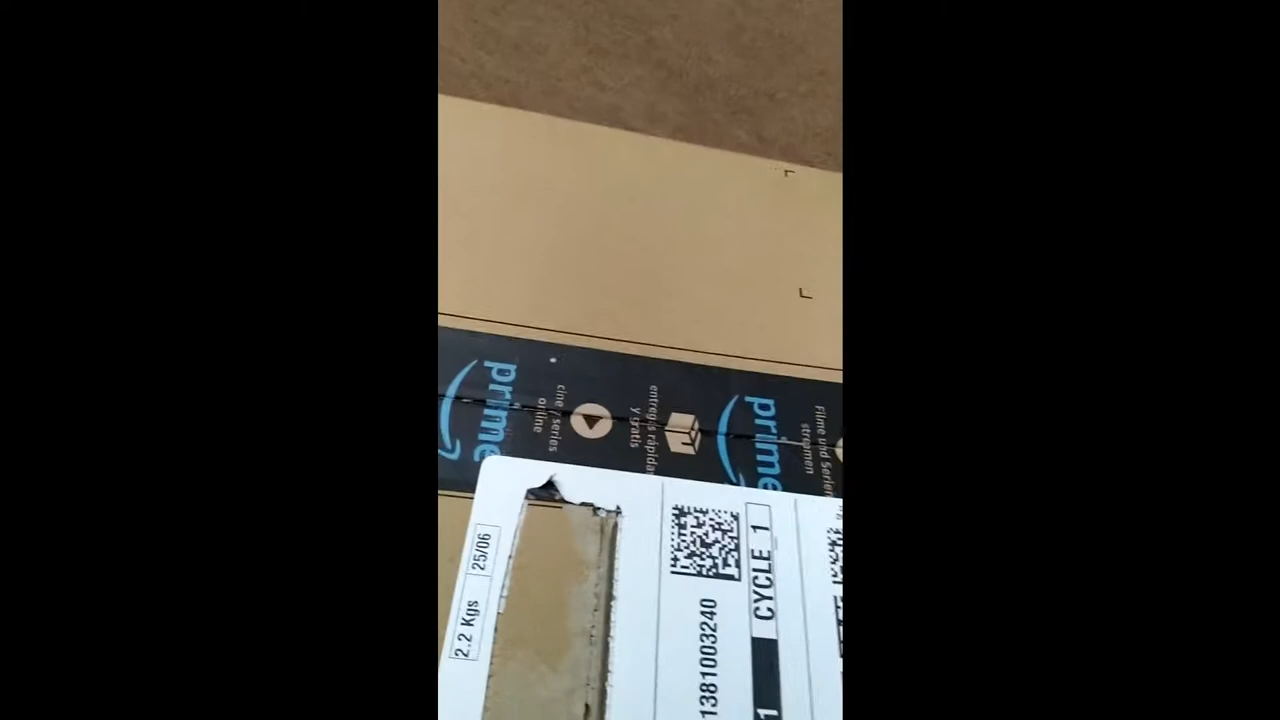 prime
cine / series
online
entregas rápidas
y gratis
prime
Filme und Serien
streamen
2.2 Kgs
25/06
1381003240
CYCLE 1
1